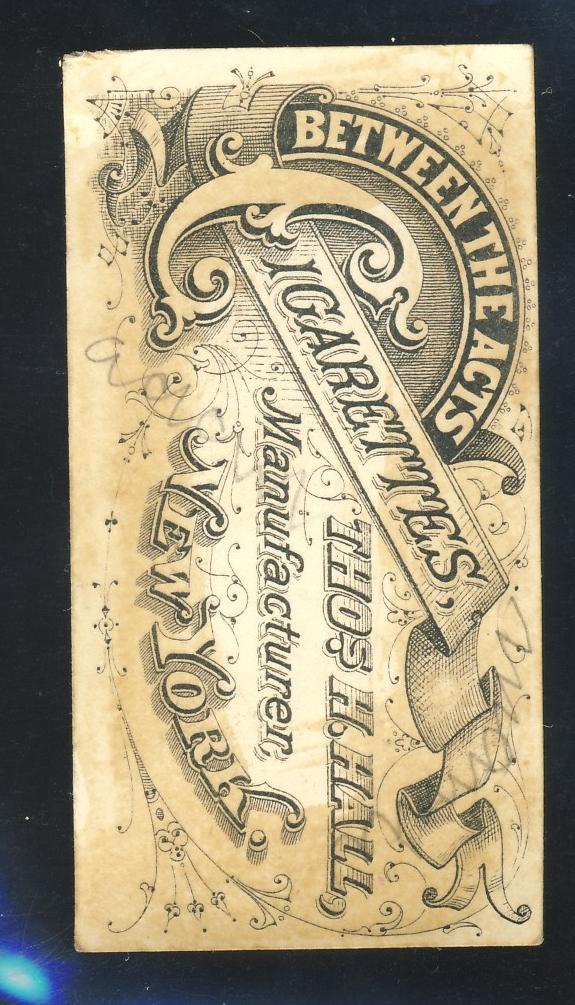 BETWEEN THE ACTS
CIGARETTES
THOS. H. HALL,
Manufacturer,
NEW YORK.